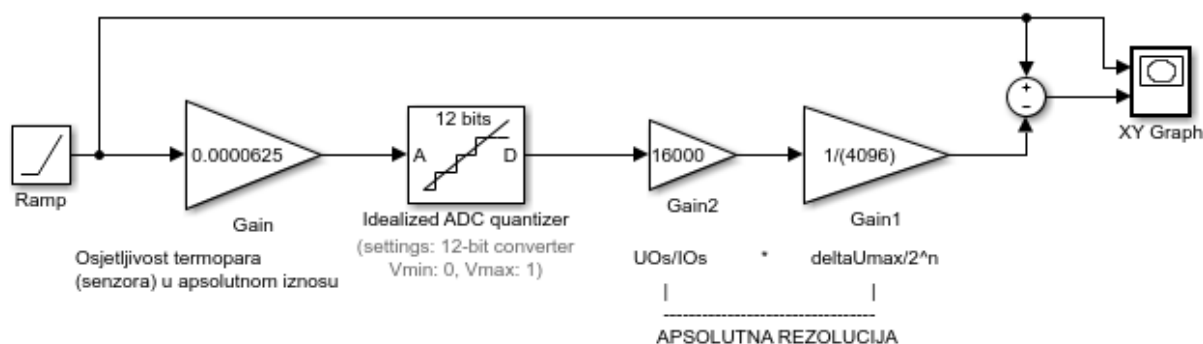 12 bits
0.0000625
A
D
16000
1/(4096)
+
−
XY Graph
Ramp
Gain
Idealized ADC quantizer
(settings: 12-bit converter
Vmin: 0, Vmax: 1)
Gain2
Gain1
Osjetljivost termopara
(senzora) u apsolutnom iznosu
UOs/IOs * deltaUmax/2^n
| |
---------------------------------
APSOLUTNA REZOLUCIJA